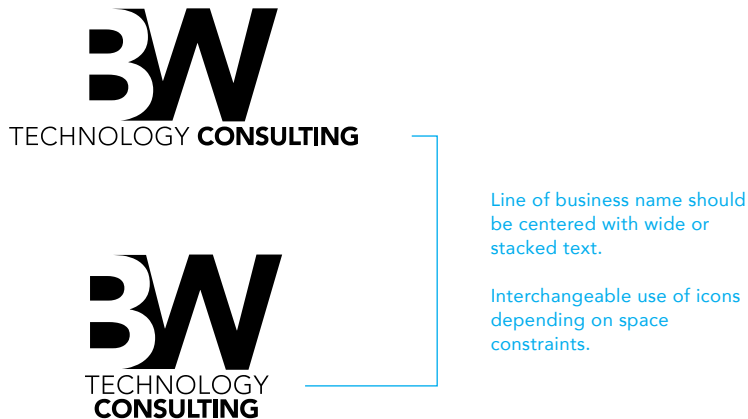 BW
TECHNOLOGY CONSULTING
Line of business name should
be centered with wide or
stacked text.
Interchangeable use of icons
depending on space
constraints.
BW
TECHNOLOGY
CONSULTING